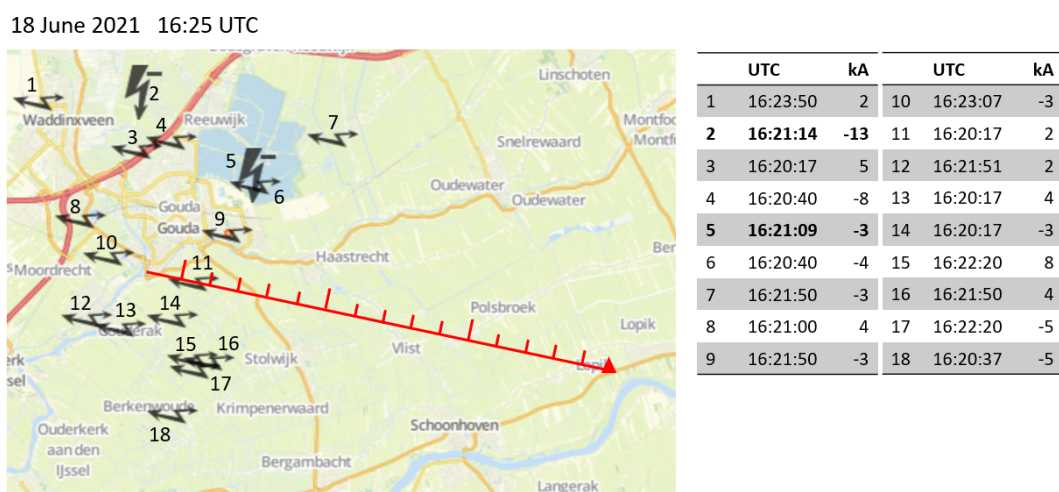 18 June 2021 16:25 UTC
Linschoten
1
2
Waddinxveen
4
Reeuwijk
7
3
Snelrewaard
5
Oudewater
6
Oudewater
Gouda
8
9
Gouda
10
Haastrecht
Moordrecht
11
12
13
14
Polsbroek
Lopik
15
16
Stolwijk
Vlist
Lopik
17
Berkenwoude
Krimpenerwaard
18
Ouderkerk
aan den
IJssel
Schoonhoven
Bergambacht
Langerak
UTC kA UTC kA
1 16:23:50 2 10 16:23:07 -3
2 16:21:14 -13 11 16:20:17 2
3 16:20:17 5 12 16:21:51 2
4 16:20:40 -8 13 16:20:17 4
5 16:21:09 -3 14 16:20:17 -3
6 16:20:40 -4 15 16:22:20 8
7 16:21:50 -3 16 16:21:50 4
8 16:21:00 4 17 16:22:20 -5
9 16:21:50 -3 18 16:20:37 -5